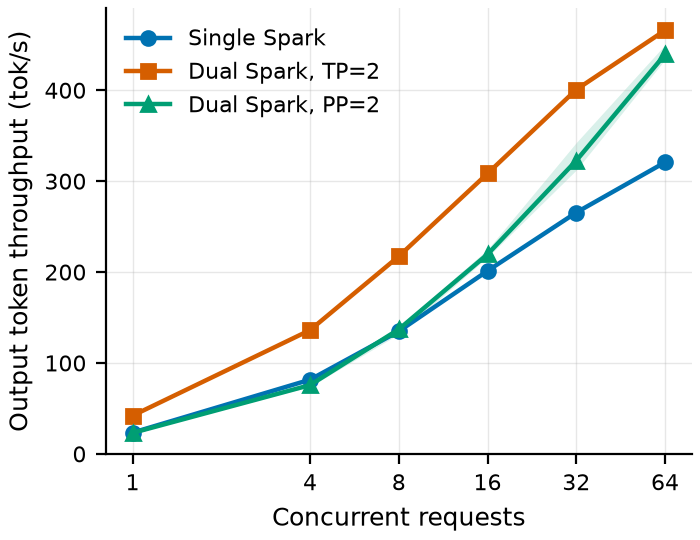 Single Spark
Dual Spark, TP=2
Dual Spark, PP=2
Output token throughput (tok/s)
400
300
200
100
0
1 4 8 16 32 64
Concurrent requests